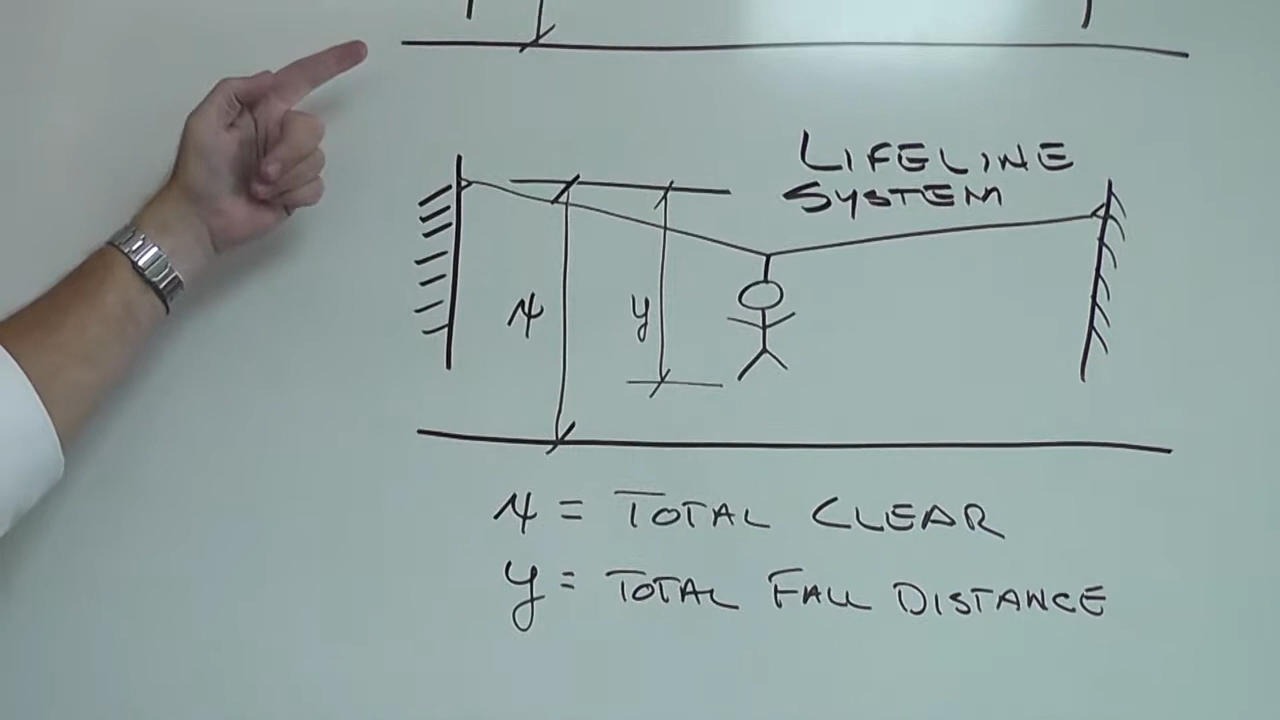 LIFELINE
SYSTEM
x
y
x = TOTAL CLEAR
y = TOTAL FALL DISTANCE